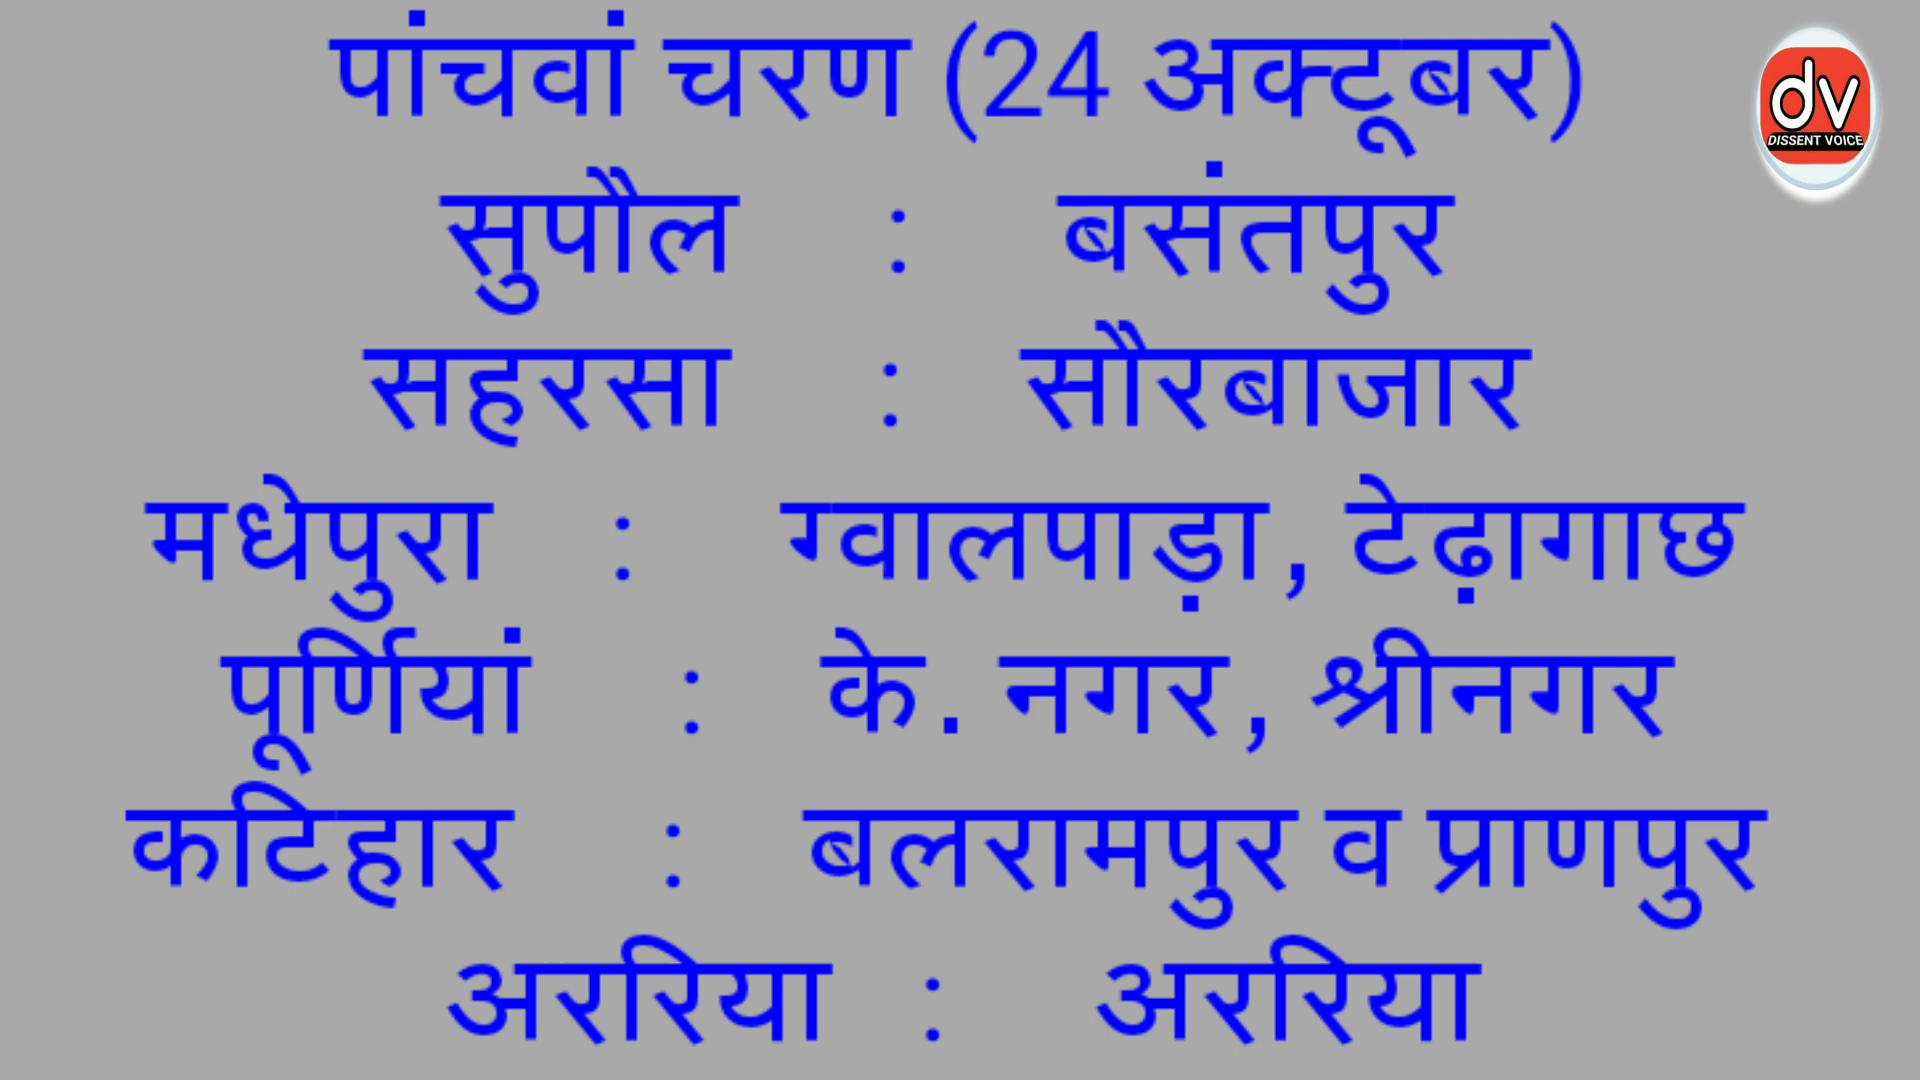 पांचवां चरण (24 अक्टूबर)
सुपौल : बसंतपुर
सहरसा : सौरबाजार
मधेपुरा : ग्वालपाड़ा, टेढ़ागाछ
पूर्णियां : के. नगर, श्रीनगर
कटिहार : बलरामपुर व प्राणपुर
अररिया : अररिया
dv
DISSENT VOICE